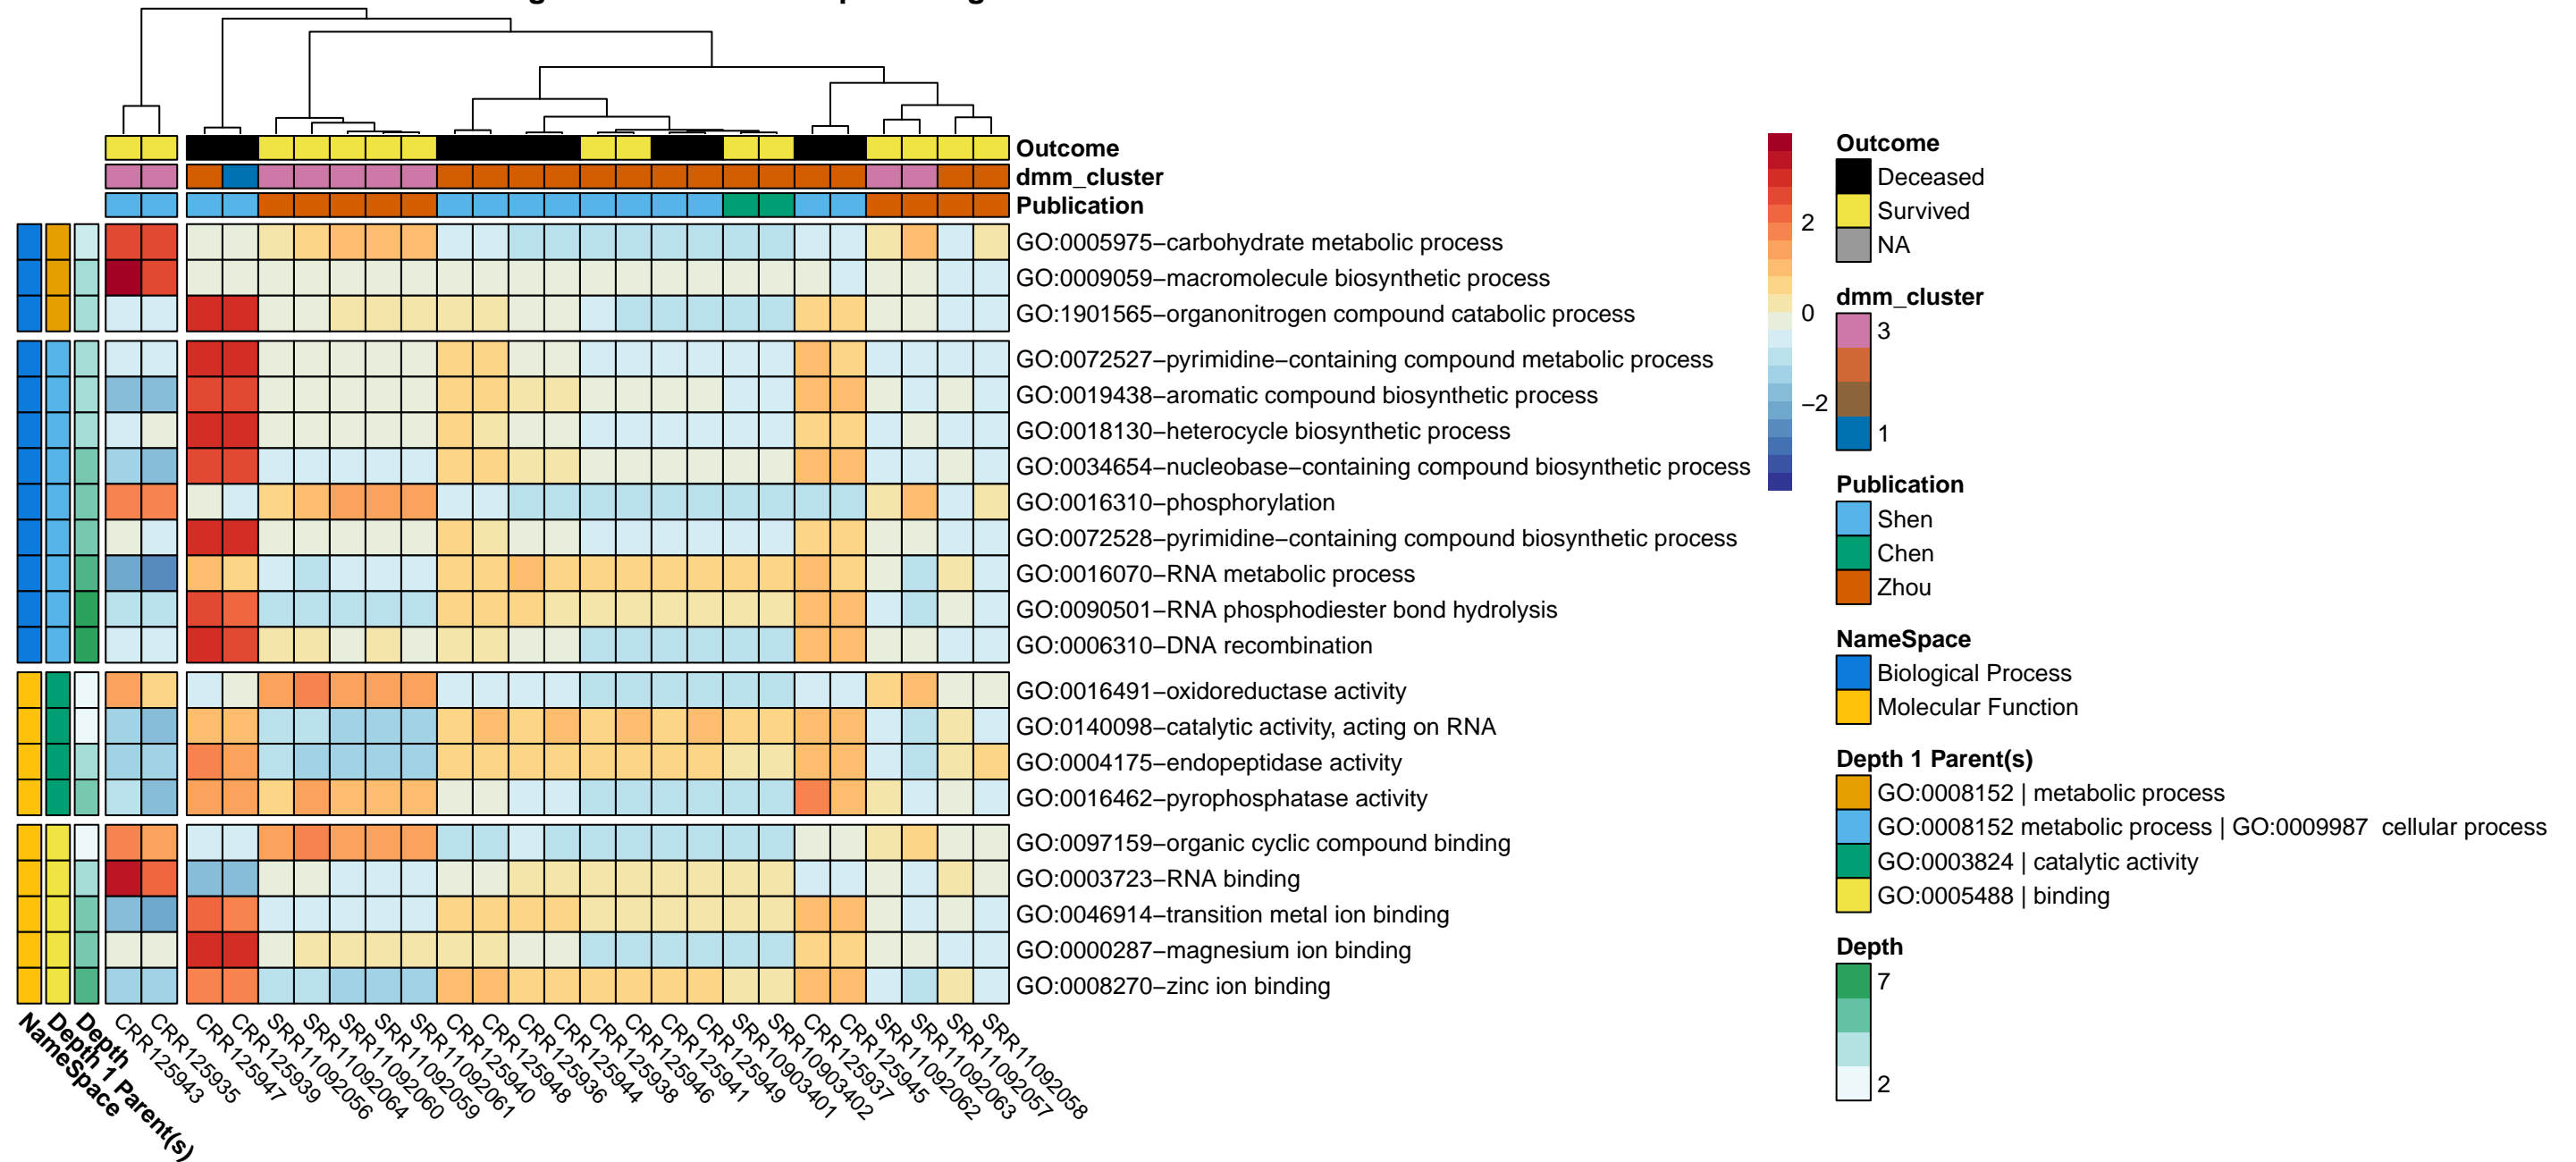 Outcome
dmm_cluster
Publication
GO:0005975−carbohydrate metabolic process
GO:0009059−macromolecule biosynthetic process
GO:1901565−organonitrogen compound catabolic process
GO:0072527−pyrimidine−containing compound metabolic process
GO:0019438−aromatic compound biosynthetic process
GO:0018130−heterocycle biosynthetic process
GO:0034654−nucleobase−containing compound biosynthetic process
GO:0016310−phosphorylation
GO:0072528−pyrimidine−containing compound biosynthetic process
GO:0016070−RNA metabolic process
GO:0090501−RNA phosphodiester bond hydrolysis
GO:0006310−DNA recombination
GO:0016491−oxidoreductase activity
GO:0140098−catalytic activity, acting on RNA
GO:0004175−endopeptidase activity
GO:0016462−pyrophosphatase activity
GO:0097159−organic cyclic compound binding
GO:0003723−RNA binding
GO:0046914−transition metal ion binding
GO:0000287−magnesium ion binding
GO:0008270−zinc ion binding
NameSpace
Depth 1 Parent(s)
Depth
CRR125943
CRR125935
CRR125947
CRR125939
SRR11092056
SRR11092064
SRR11092060
SRR11092059
SRR11092061
CRR125940
CRR125948
CRR125936
CRR125944
CRR125938
CRR125946
CRR125941
CRR125949
SRR10903401
SRR10903402
CRR125937
CRR125945
SRR11092062
SRR11092063
SRR11092057
SRR11092058
2
0
−2
Outcome
Deceased
Survived
NA
dmm_cluster
3
1
Publication
Shen
Chen
Zhou
NameSpace
Biological Process
Molecular Function
Depth 1 Parent(s)
GO:0008152 | metabolic process
GO:0008152 metabolic process | GO:0009987  cellular process
GO:0003824 | catalytic activity
GO:0005488 | binding
Depth
7
2